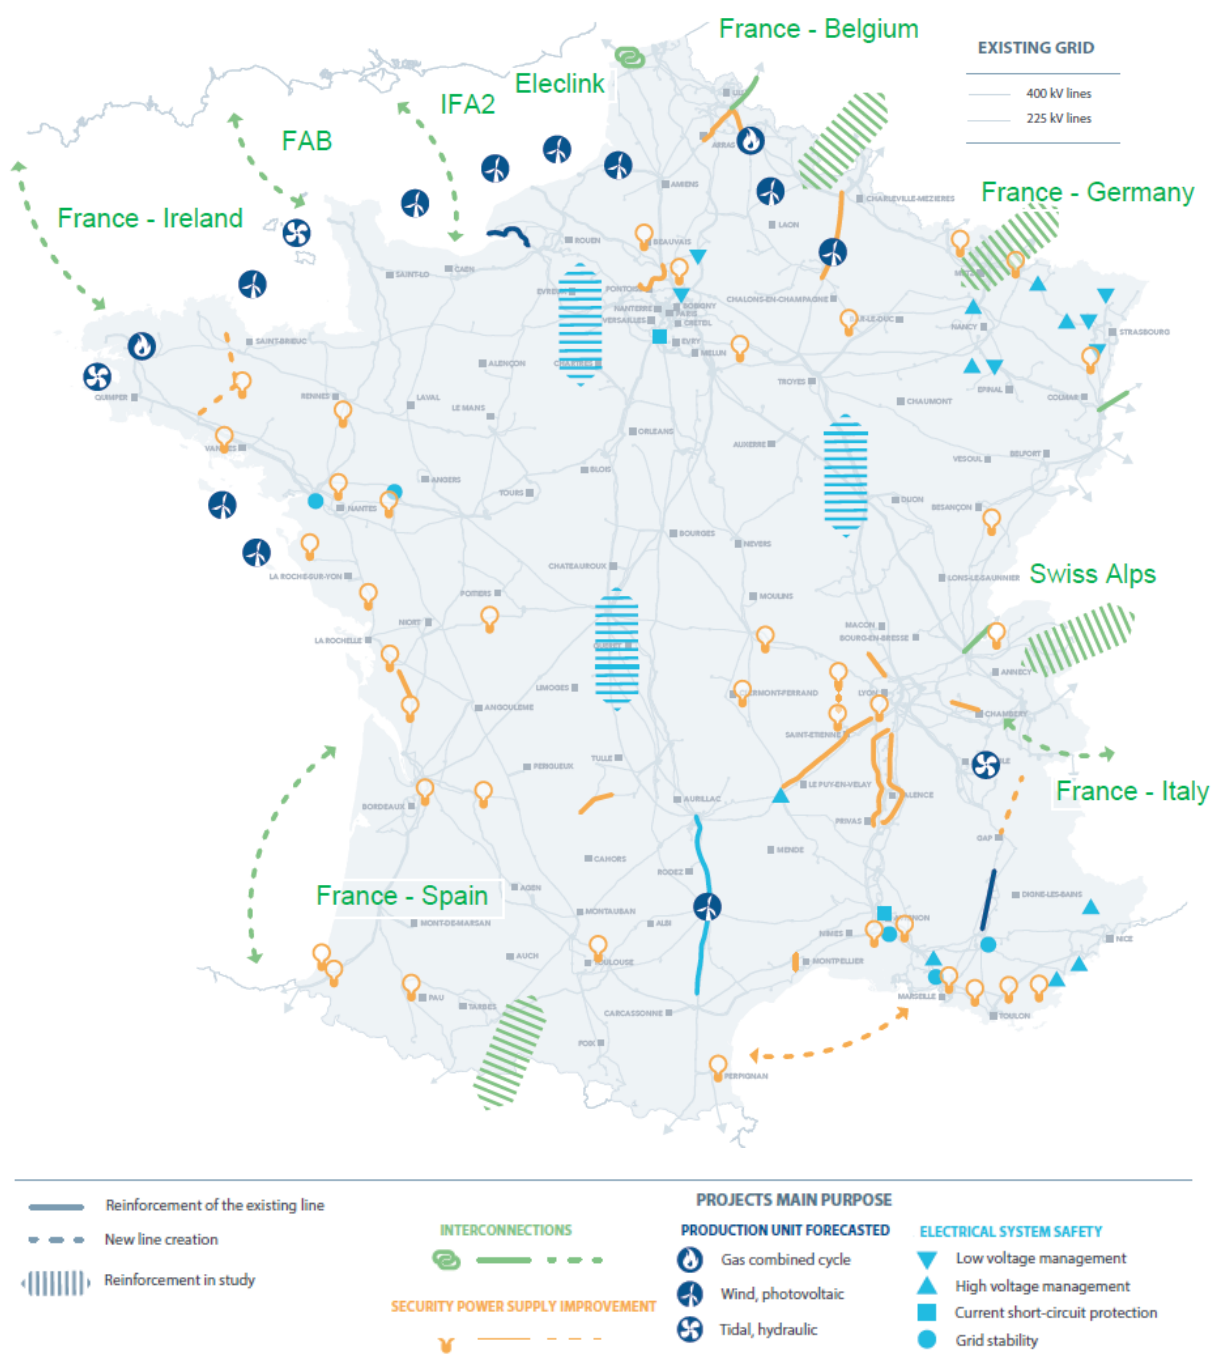 France - Belgium
EXISTING GRID
400 kV lines
225 kV lines
Eleclink
IFA2
FAB
France - Ireland
France - Germany
ARRAS
AMIENS
CHARLEVILLE-MEZIERES
LAON
ROUEN
BEAUVAIS
SAINT-LO
CAEN
METZ
PONTOISE
NANTERRE
BOBIGNY
PARIS
VERSAILLES
CRETEIL
EVRY
MELUN
CHALONS-EN-CHAMPAGNE
BAR-LE-DUC
NANCY
STRASBOURG
SAINT-BRIEUC
ALENÇON
CHARTRES
TROYES
EPINAL
COLMAR
CHAUMONT
QUIMPER
RENNES
LAVAL
LE MANS
ORLEANS
AUXERRE
VANNES
VESOUL
BELFORT
BLOIS
ANGERS
TOURS
NANTES
DIJON
BESANÇON
BOURGES
NEVERS
CHATEAUROUX
LA ROCHE-SUR-YON
LONS-LE-SAUNNIER
Swiss Alps
POITIERS
MOULINS
NIORT
MACON
BOURG-EN-BRESSE
LA ROCHELLE
GUERET
ANNECY
LIMOGES
CLERMONT-FERRAND
LYON
ANGOULEME
CHAMBERY
SAINT-ETIENNE
TULLE
PERIGUEUX
LE PUY-EN-VELAY
VALENCE
France - Italy
BORDEAUX
AURILLAC
PRIVAS
GAP
MENDE
CAHORS
RODEZ
France - Spain
AGEN
DIGNE-LES-BAINS
MONTAUBAN
MONT-DE-MARSAN
ALBI
AVIGNON
NIMES
NICE
AUCH
TOULOUSE
MONTPELLIER
PAU
TARBES
MARSEILLE
CARCASSONNE
TOULON
FOIX
PERPIGNAN
Reinforcement of the existing line
New line creation
Reinforcement in study
INTERCONNECTIONS
SECURITY POWER SUPPLY IMPROVEMENT
PROJECTS MAIN PURPOSE
PRODUCTION UNIT FORECASTED
Gas combined cycle
Wind, photovoltaic
Tidal, hydraulic
ELECTRICAL SYSTEM SAFETY
Low voltage management
High voltage management
Current short-circuit protection
Grid stability